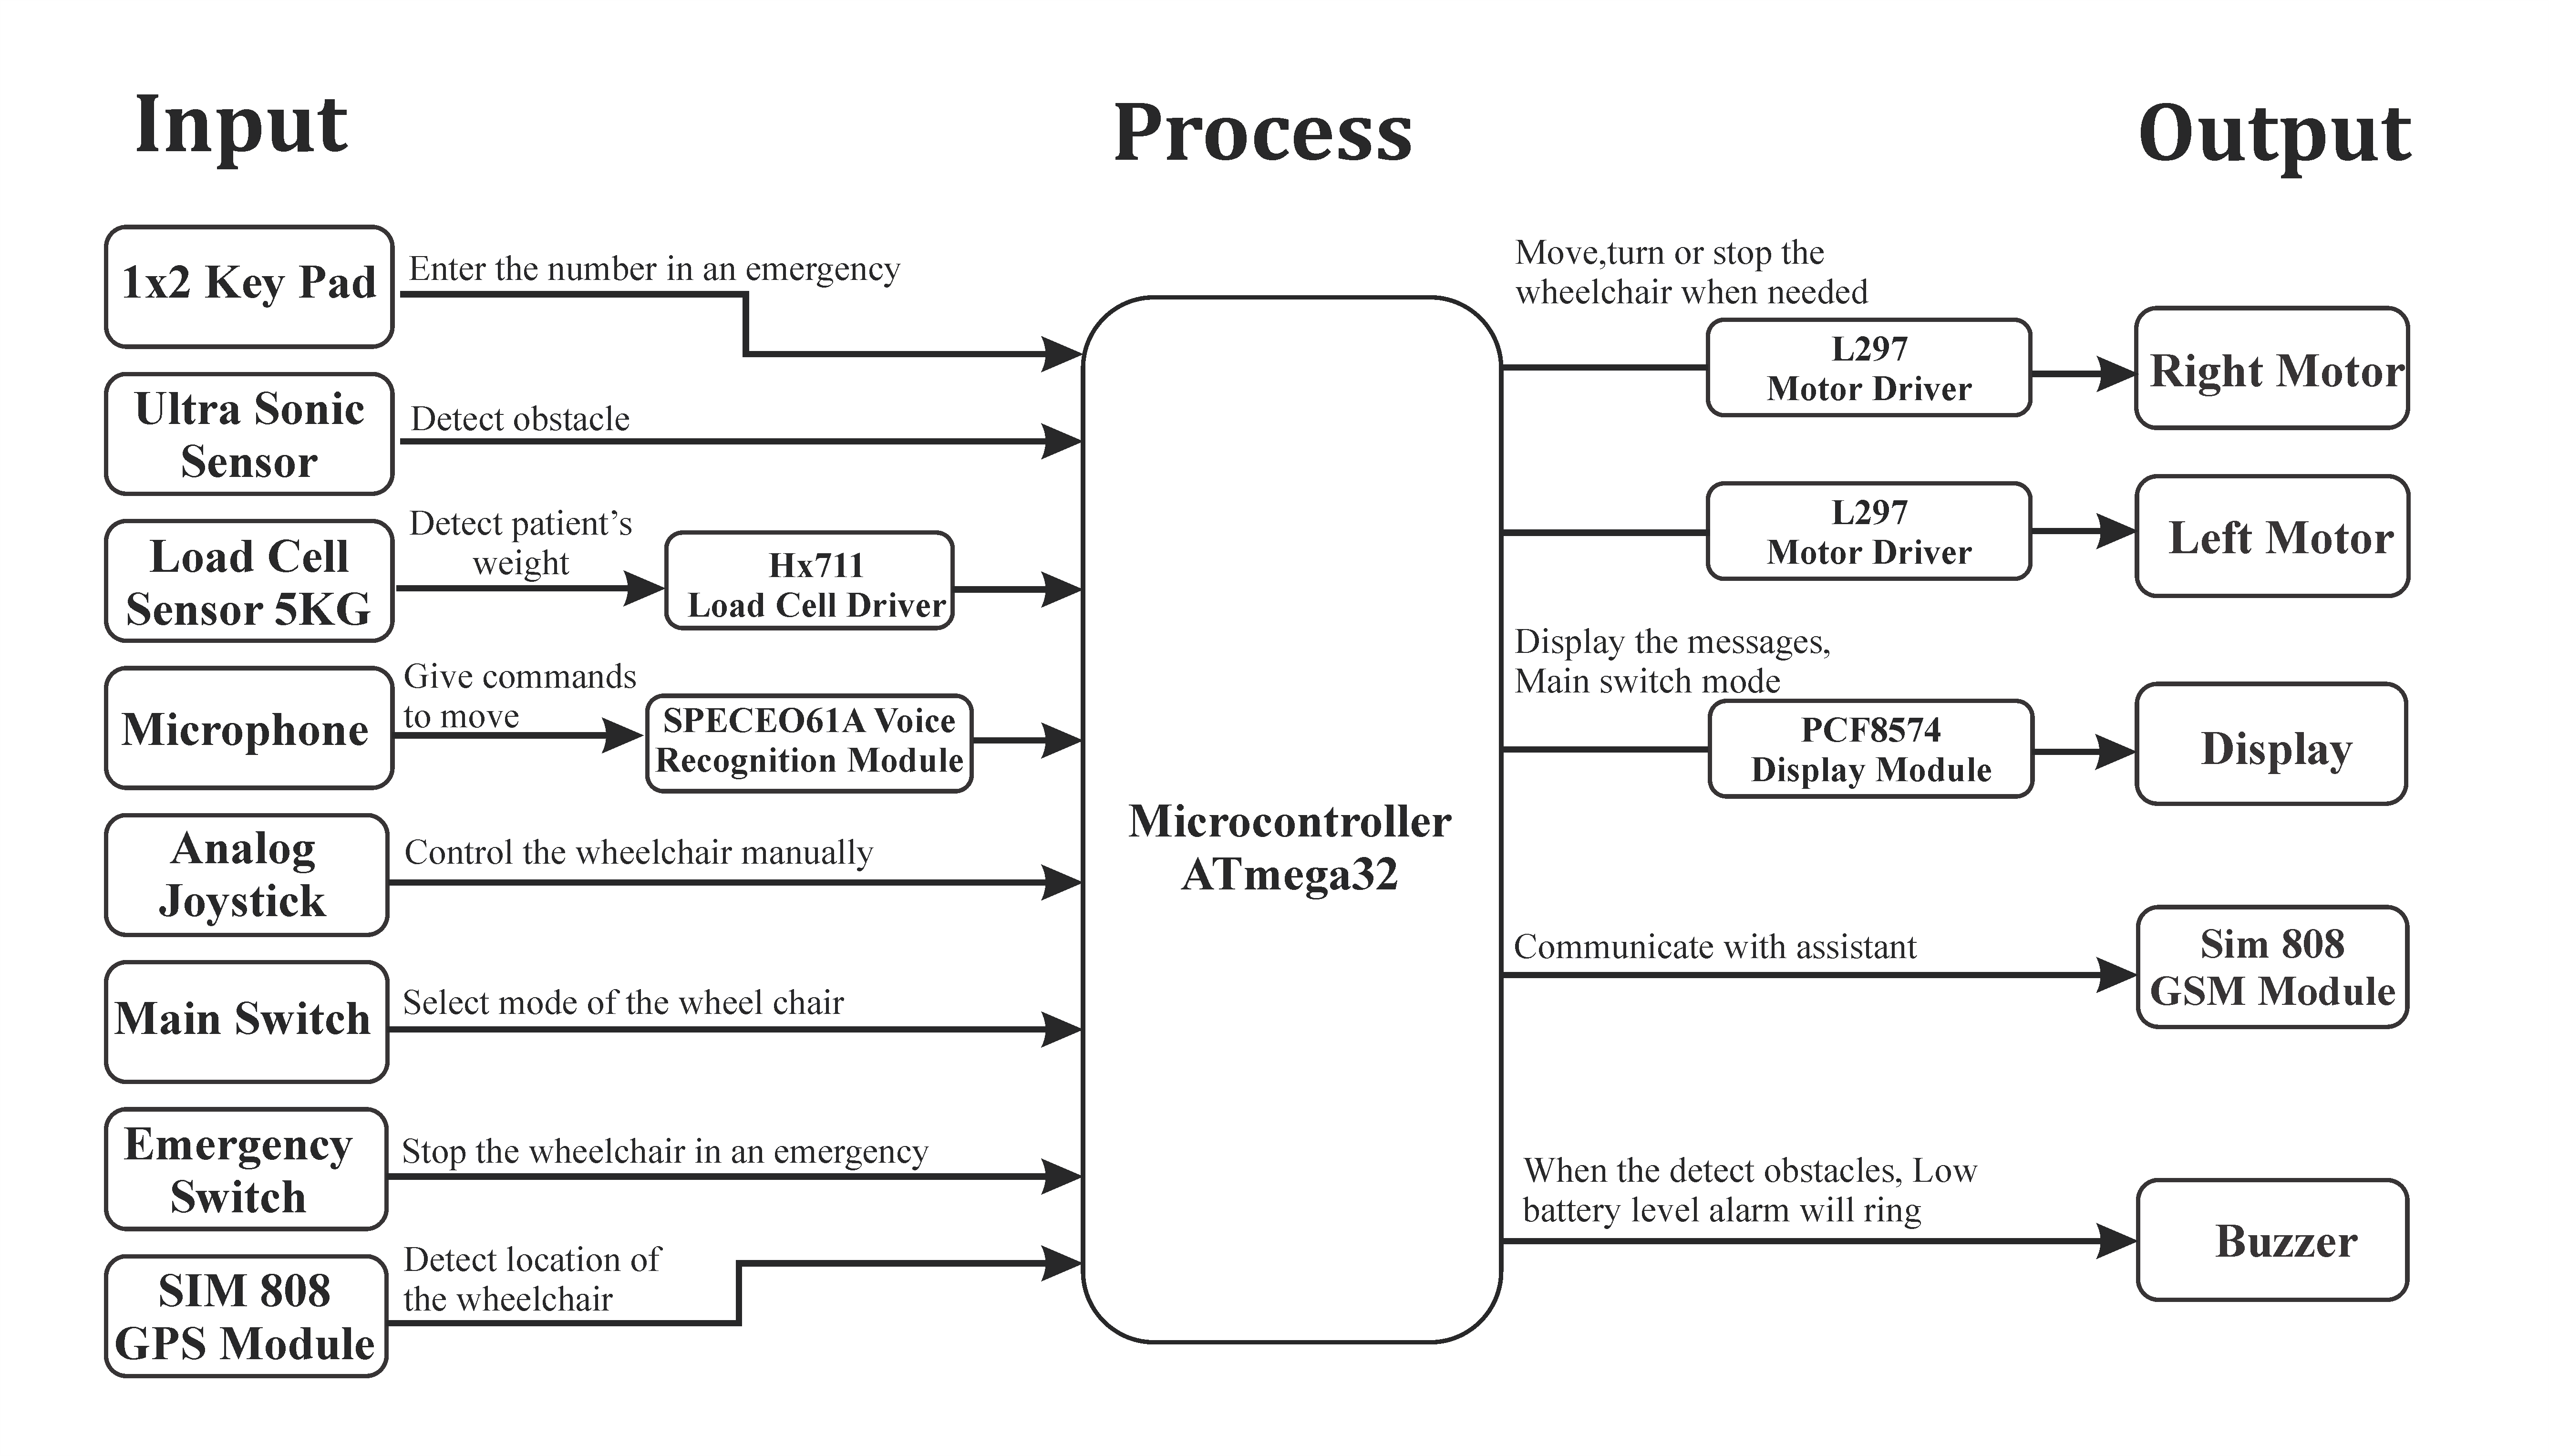 Input
Process
Output
1x2 Key Pad
Enter the number in an emergency
Ultra Sonic
Sensor
Detect obstacle
Load Cell
Sensor 5KG
Detect patient’s
weight
Hx711
Load Cell Driver
Microphone
Give commands
to move
SPECEO61A Voice
Recognition Module
Analog
Joystick
Control the wheelchair manually
Main Switch
Select mode of the wheel chair
Emergency
Switch
Stop the wheelchair in an emergency
SIM 808
GPS Module
Detect location of
the wheelchair
Microcontroller
ATmega32
Move,turn or stop the
wheelchair when needed
L297
Motor Driver
Right Motor
L297
Motor Driver
Left Motor
Display the messages,
Main switch mode
PCF8574
Display Module
Display
Communicate with assistant
Sim 808
GSM Module
When the detect obstacles, Low
battery level alarm will ring
Buzzer